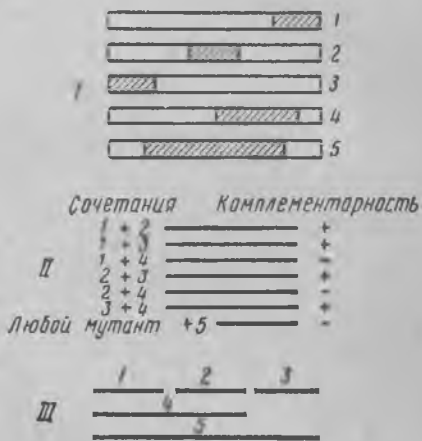 1
2
I 3
4
5
Сочетания Комплементарность
1 + 2 +
1 + 3 +
1 + 4 −
II 2 + 3 +
2 + 4 −
3 + 4 +
Любой мутант +5 −
1 2 3
III 4
5